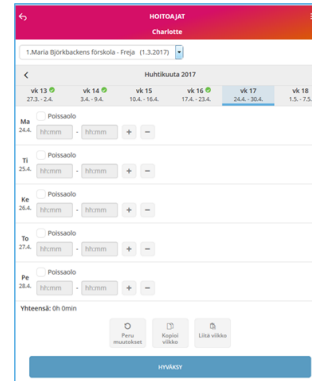 HOITOAJAT
Charlotte
1.Maria Björkbackens förskola - Freja (1.3.2017)
Huhtikuuta 2017
vk 13 vk 14 vk 15 vk 16 vk 17 vk 18
27.3. - 2.4. 3.4. - 9.4. 10.4. - 16.4. 17.4. - 23.4. 24.4. - 30.4. 1.5. - 7.5.
Poissaolo
Ma
24.4. hh:mm - hh:mm + −
Poissaolo
Ti
25.4. hh:mm - hh:mm + −
Poissaolo
Ke
26.4. hh:mm - hh:mm + −
Poissaolo
To
27.4. hh:mm - hh:mm + −
Poissaolo
Pe
28.4. hh:mm - hh:mm + −
Yhteensä: 0h 0min
Peru muutokset
Kopioi viikko
Liitä viikko
HYVÄKSY